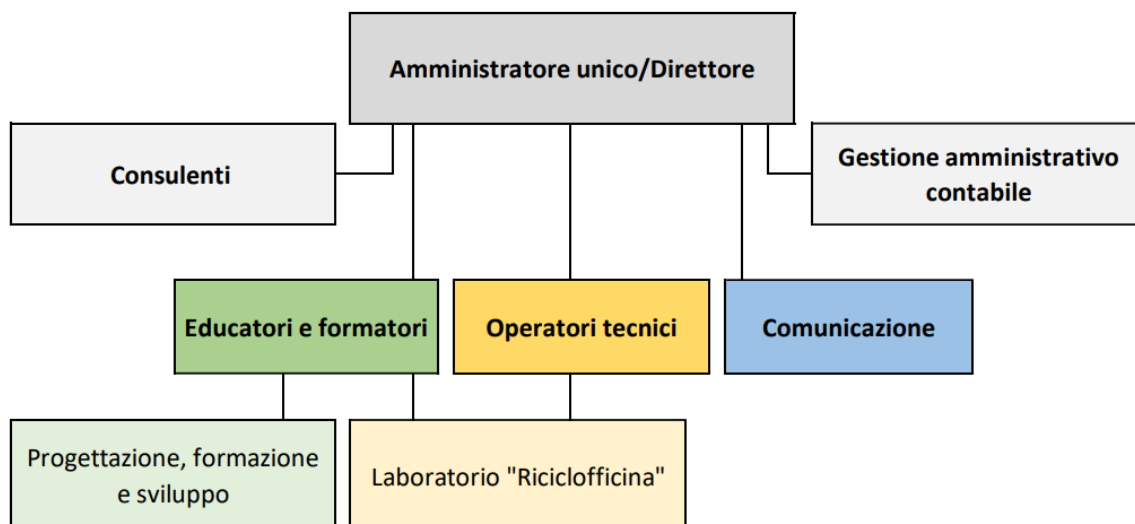 Amministratore unico/Direttore
Consulenti
Gestione amministrativo
contabile
Educatori e formatori
Operatori tecnici
Comunicazione
Progettazione, formazione
e sviluppo
Laboratorio "Riciclofficina"